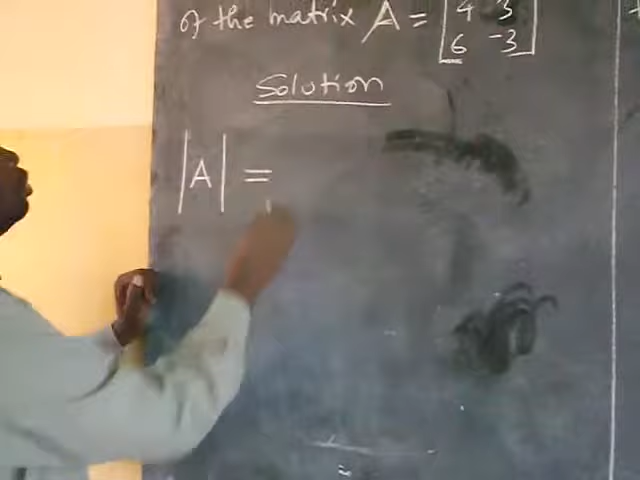 of the matrix A = [4 3
6 -3]
Solution
|A| =